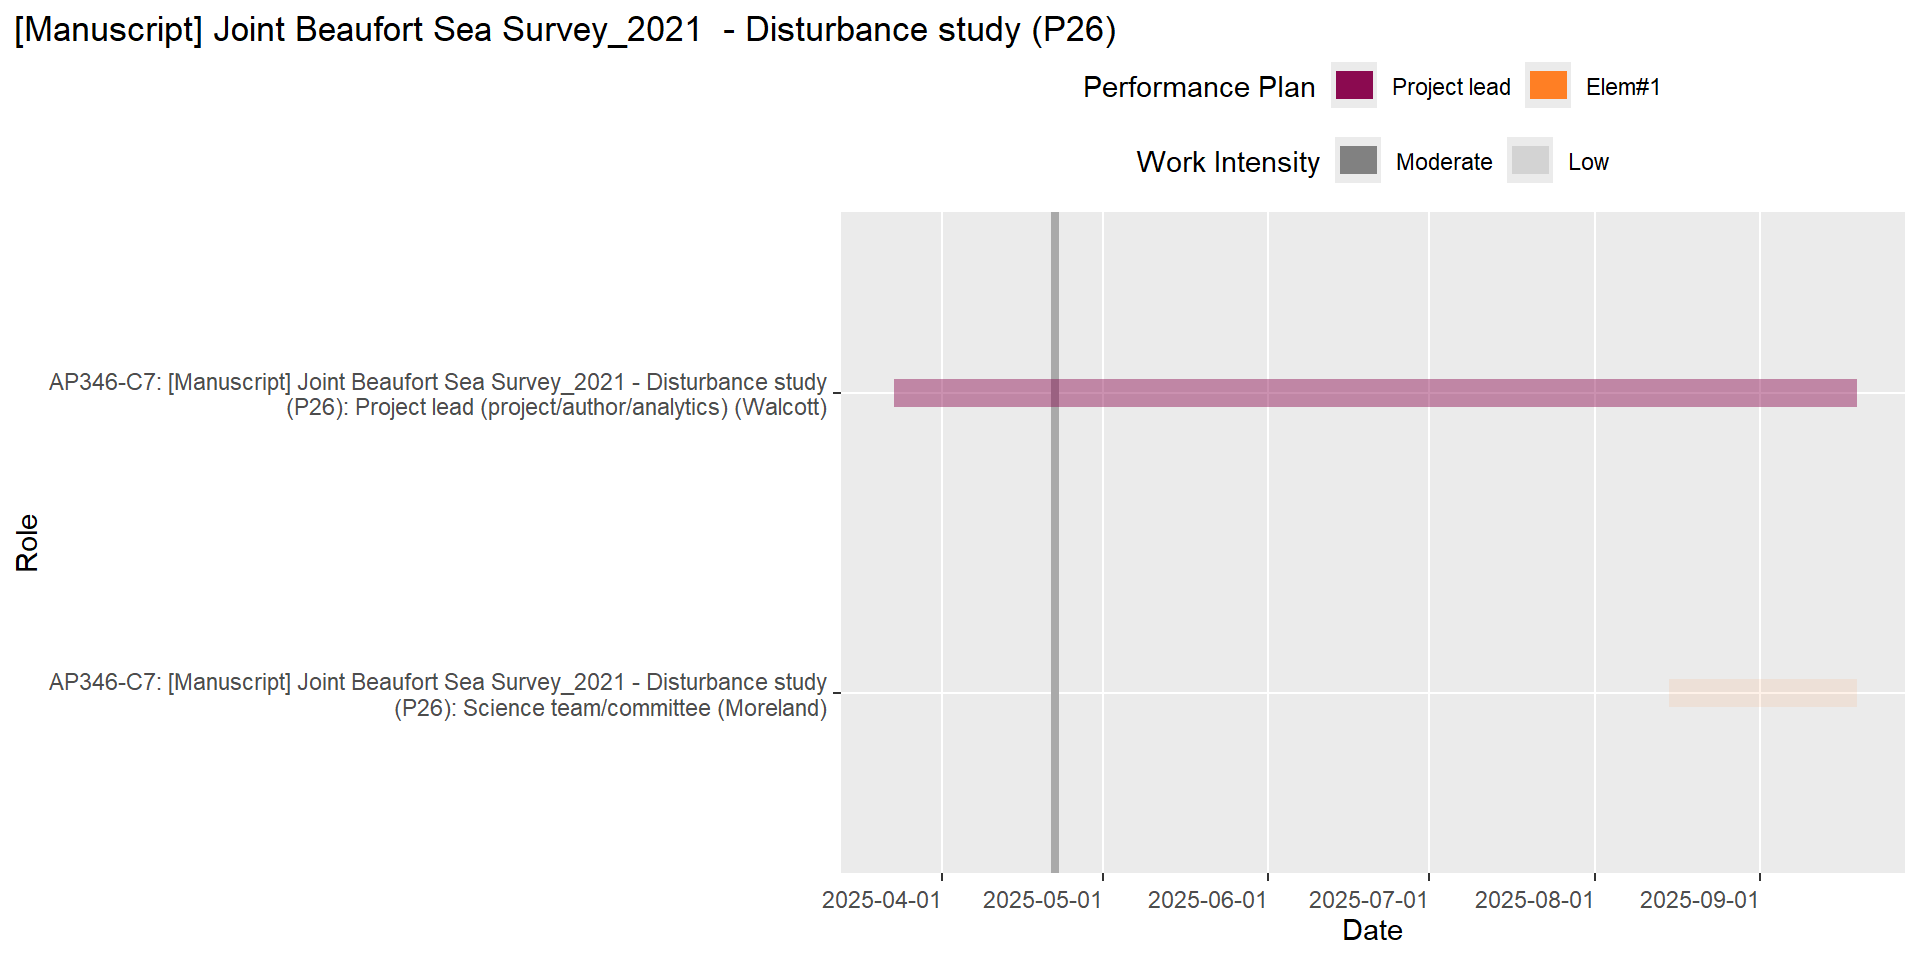 [Manuscript] Joint Beaufort Sea Survey_2021  - Disturbance study (P26)
Performance Plan Project lead Elem#1
Work Intensity Moderate Low
AP346-C7: [Manuscript] Joint Beaufort Sea Survey_2021 - Disturbance study
(P26): Project lead (project/author/analytics) (Walcott)
Role
AP346-C7: [Manuscript] Joint Beaufort Sea Survey_2021 - Disturbance study
(P26): Science team/committee (Moreland)
2025-04-01 2025-05-01 2025-06-01 2025-07-01 2025-08-01 2025-09-01
Date